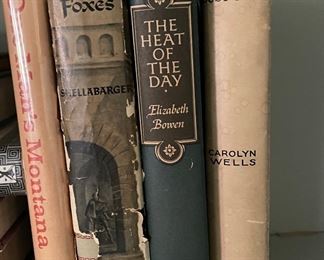 Man's Montana
Foxes
SHELLABARGER
THE
HEAT OF
THE
DAY
Elizabeth
Bowen
CAROLYN
WELLS